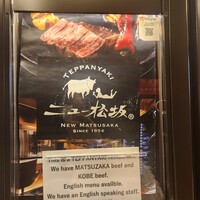 TEPPANYAKI
ニュー松坂®
NEW MATSUSAKA
SINCE 1954
We have MATSUZAKA beef and
KOBE beef.
English menu availble.
We have an English speaking staff.